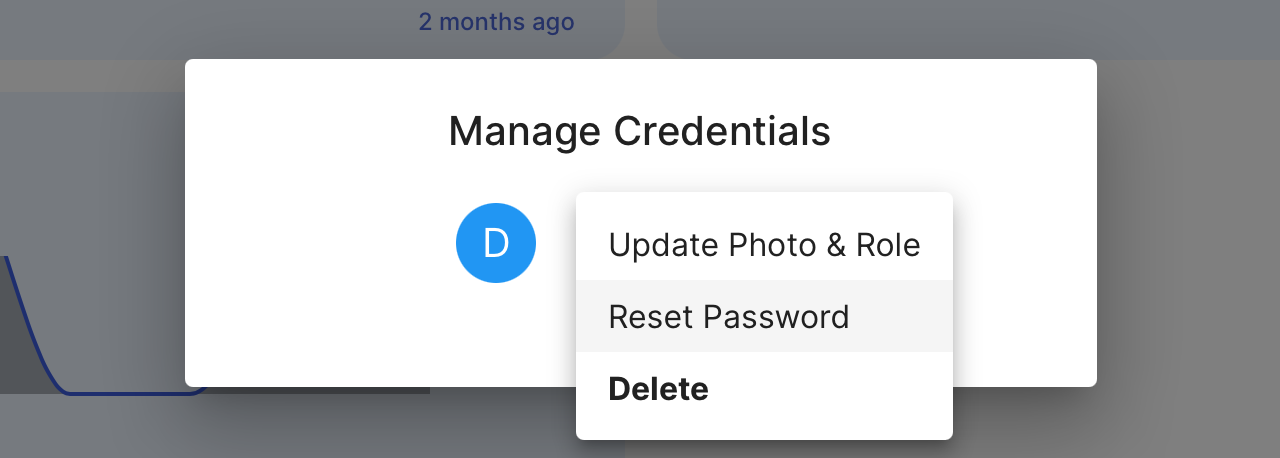 2 months ago
Manage Credentials
D
Update Photo & Role
Reset Password
Delete